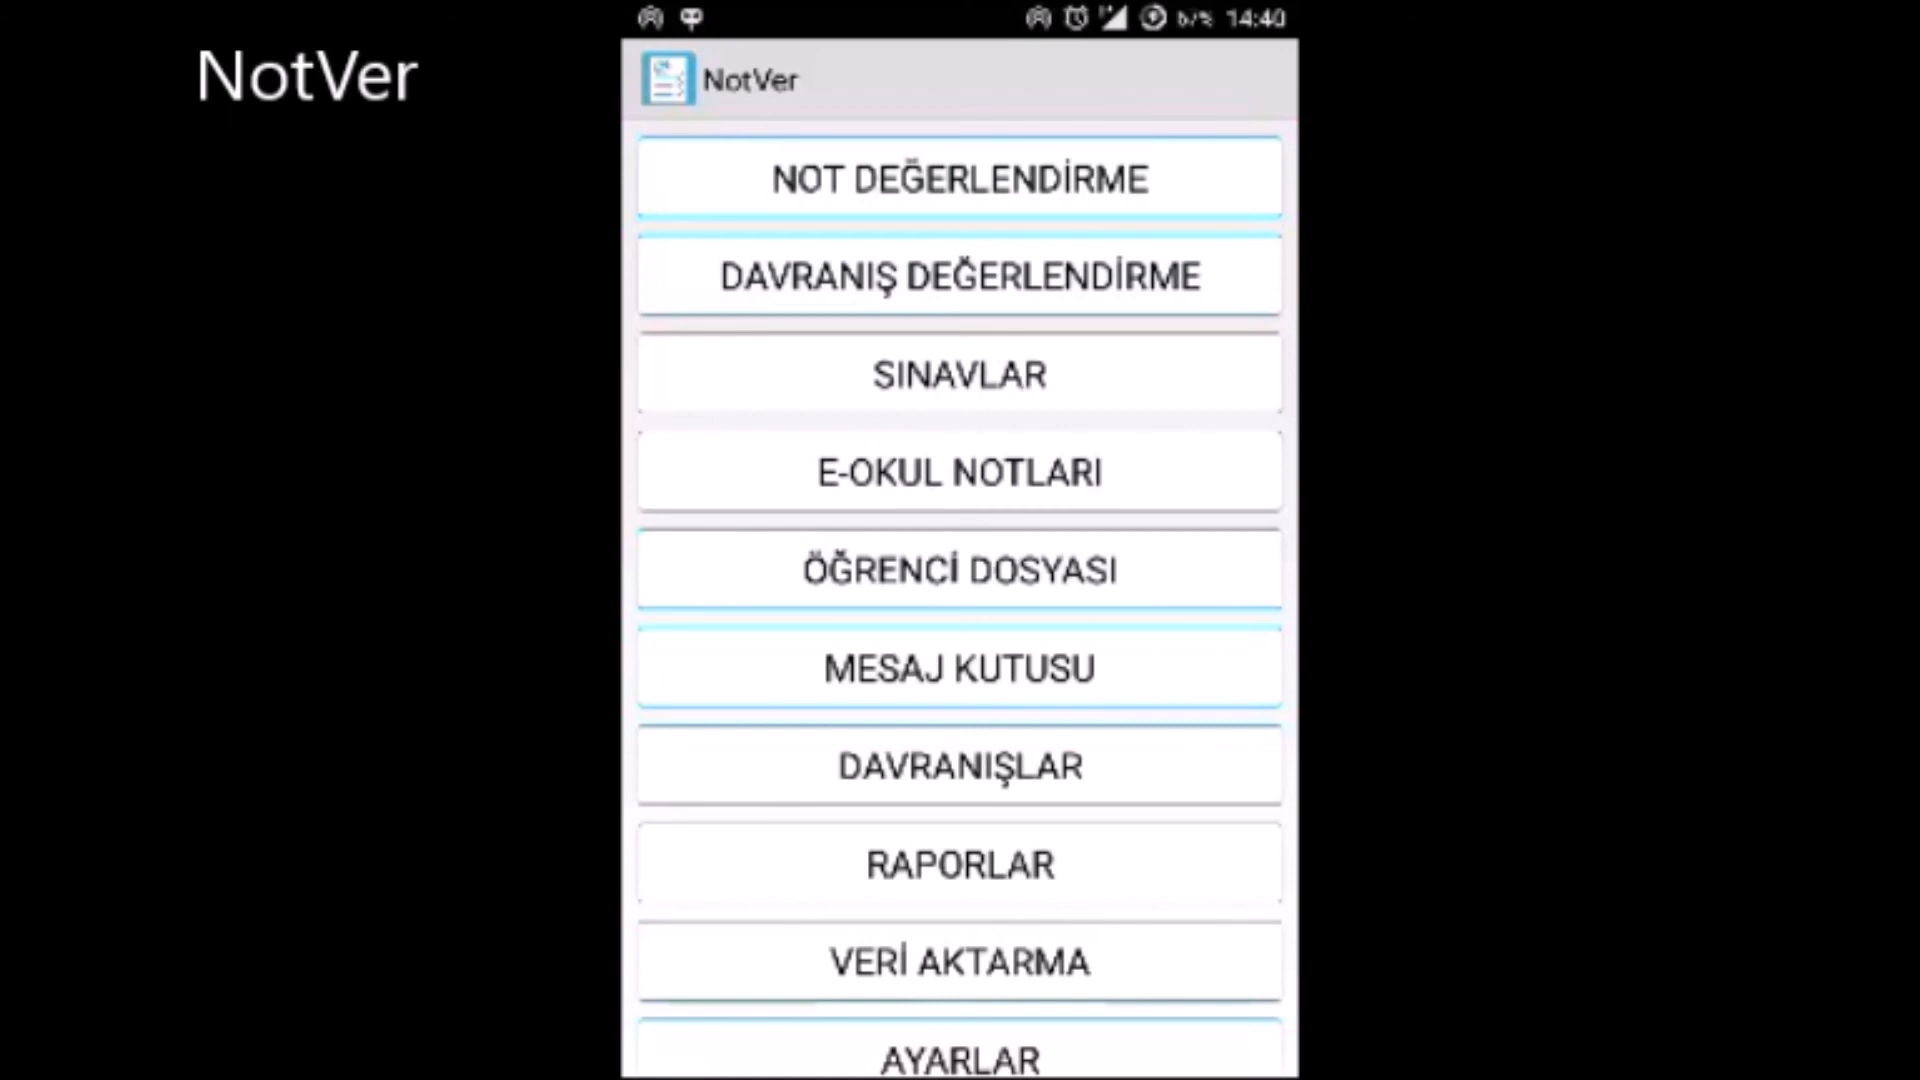 14:40
NotVer
NotVer
NOT DEĞERLENDİRME
DAVRANIŞ DEĞERLENDİRME
SINAVLAR
E-OKUL NOTLARI
ÖĞRENCİ DOSYASI
MESAJ KUTUSU
DAVRANIŞLAR
RAPORLAR
VERİ AKTARMA
AYARLAR